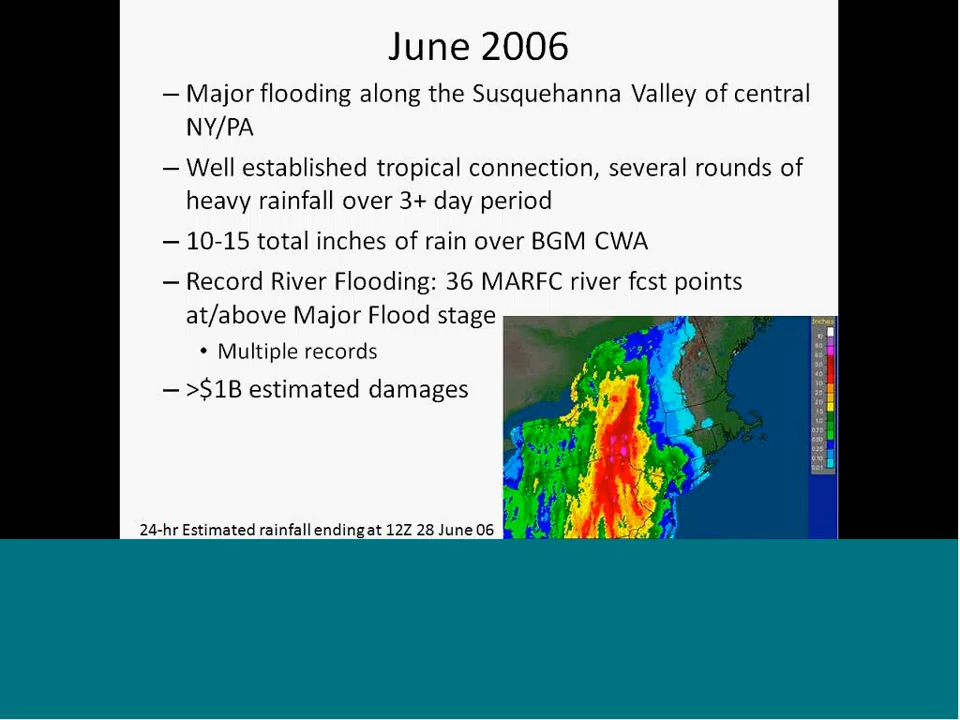 June 2006
– Major flooding along the Susquehanna Valley of central
NY/PA
– Well established tropical connection, several rounds of
heavy rainfall over 3+ day period
– 10-15 total inches of rain over BGM CWA
– Record River Flooding: 36 MARFC river fcst points
at/above Major Flood stage
• Multiple records
– >$1B estimated damages
Inches
24-hr Estimated rainfall ending at 12Z 28 June 06